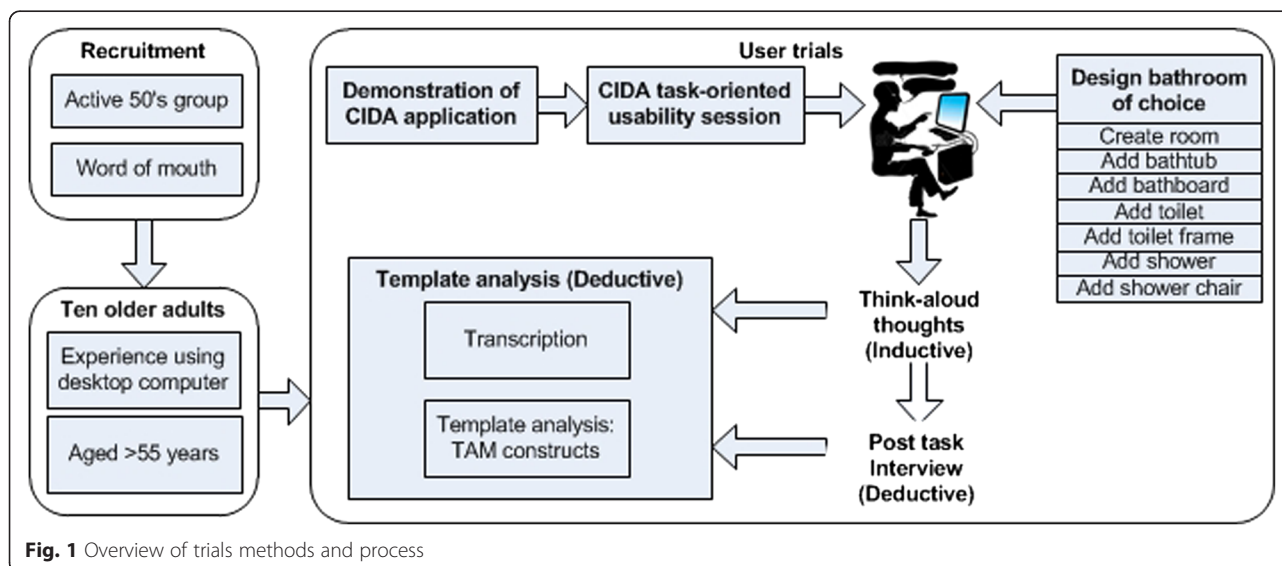 Recruitment
Active 50's group
Word of mouth
Ten older adults
Experience using
desktop computer
Aged >55 years
User trials
Demonstration of
CIDA application
CIDA task-oriented
usability session
Design bathroom
of choice
Create room
Add bathtub
Add bathboard
Add toilet
Add toilet frame
Add shower
Add shower chair
Think-aloud
thoughts
(Inductive)
Post task
Interview
(Deductive)
Template analysis (Deductive)
Transcription
Template analysis:
TAM constructs
Fig. 1 Overview of trials methods and process